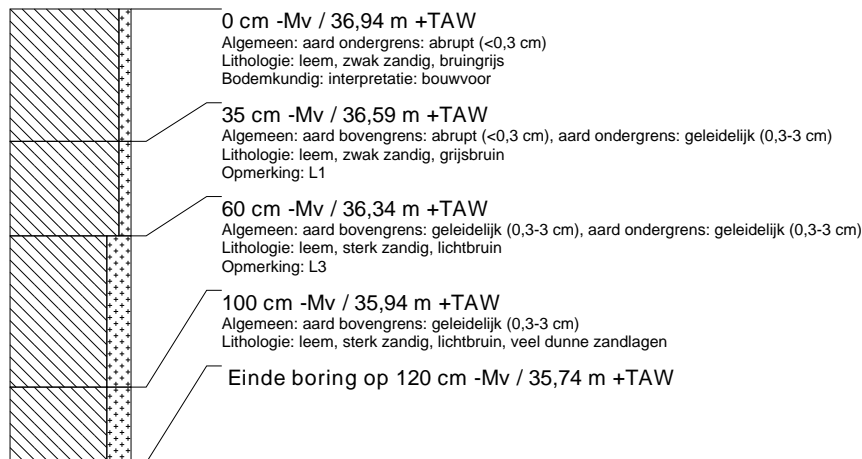 0 cm -Mv / 36,94 m +TAW
Algemeen: aard ondergrens: abrupt (<0,3 cm)
Lithologie: leem, zwak zandig, bruingrijs
Bodemkundig: interpretatie: bouwvoor
35 cm -Mv / 36,59 m +TAW
Algemeen: aard bovengrens: abrupt (<0,3 cm), aard ondergrens: geleidelijk (0,3-3 cm)
Lithologie: leem, zwak zandig, grijsbruin
Opmerking: L1
60 cm -Mv / 36,34 m +TAW
Algemeen: aard bovengrens: geleidelijk (0,3-3 cm), aard ondergrens: geleidelijk (0,3-3 cm)
Lithologie: leem, sterk zandig, lichtbruin
Opmerking: L3
100 cm -Mv / 35,94 m +TAW
Algemeen: aard bovengrens: geleidelijk (0,3-3 cm)
Lithologie: leem, sterk zandig, lichtbruin, veel dunne zandlagen
Einde boring op 120 cm -Mv / 35,74 m +TAW